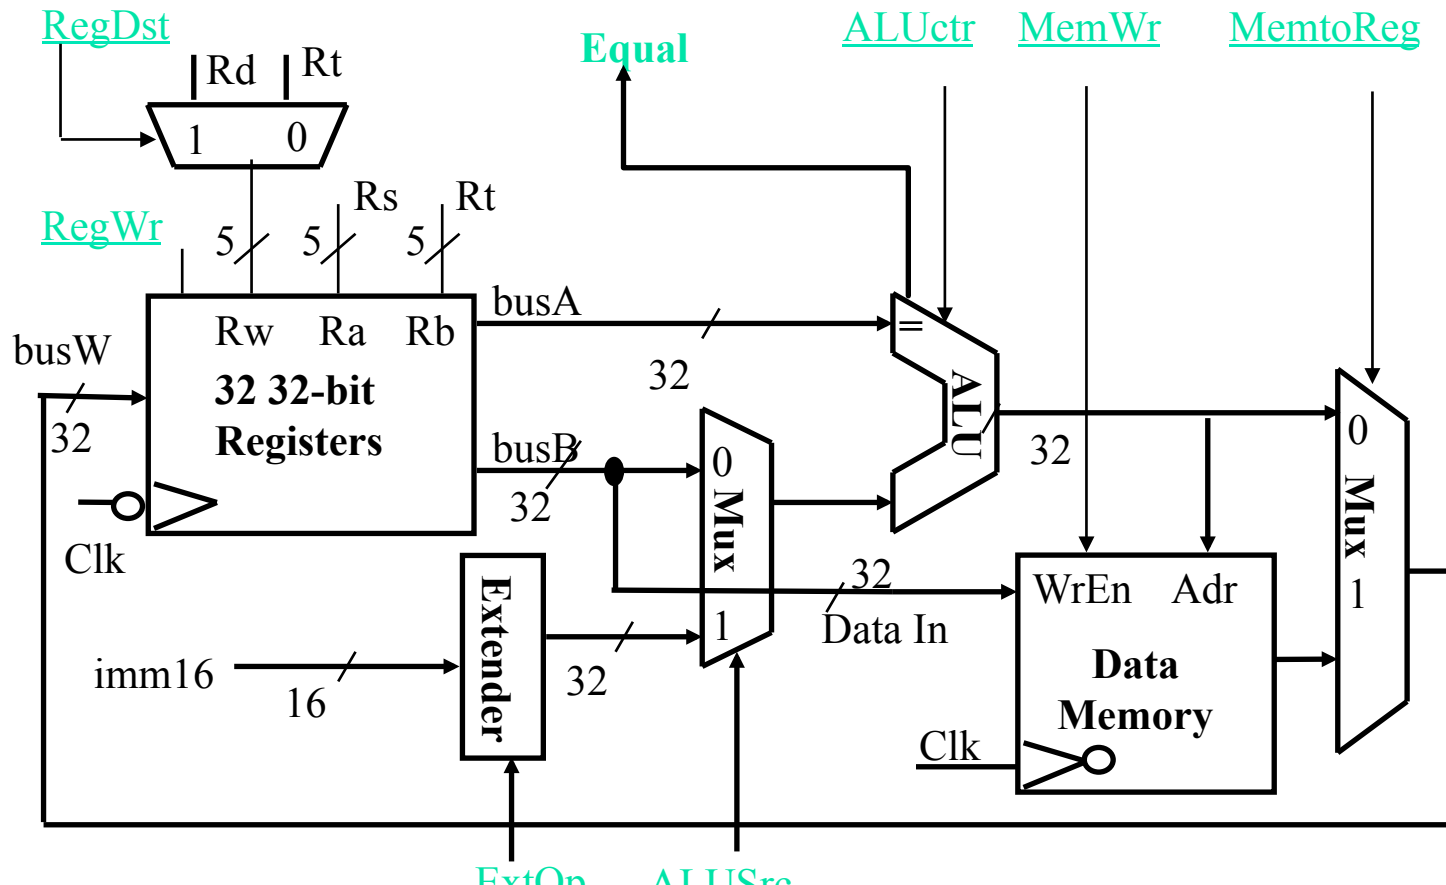 RegDst
Equal
ALUctr
MemWr
MemtoReg
Rd
Rt
1
0
RegWr
5
5
Rs
5
Rt
busW
32
Rw
Ra
Rb
32 32-bit
Registers
Clk
busA
32
busB
32
=
ALU
32
0
Mux
1
Extender
imm16
16
32
32
Data In
WrEn
Adr
Data
Memory
Clk
0
Mux
1
ExtOp
ALUSrc